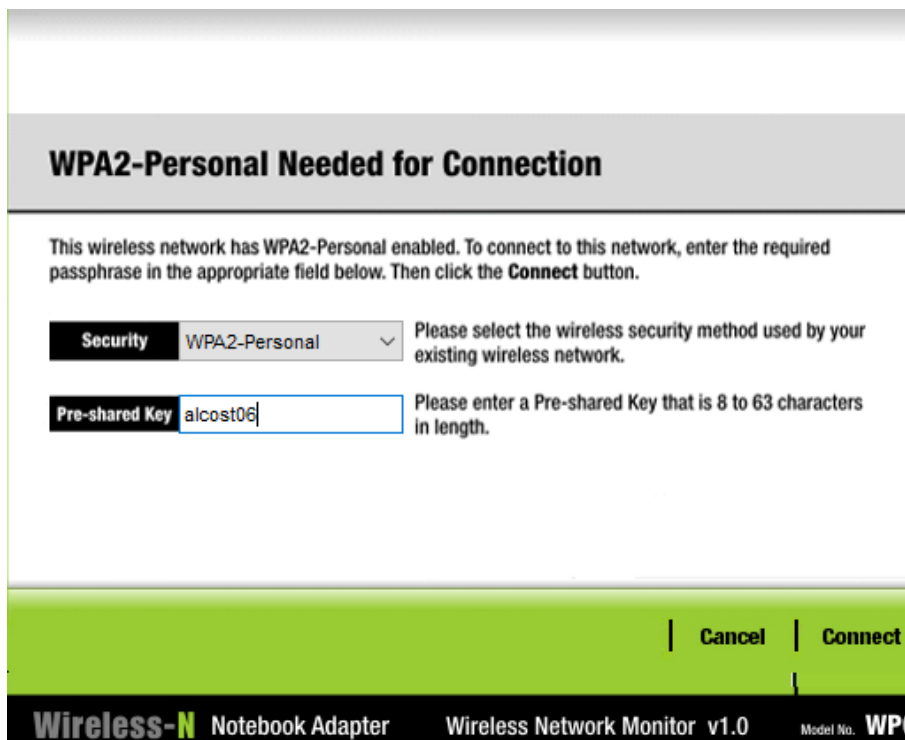 WPA2-Personal Needed for Connection
This wireless network has WPA2-Personal enabled. To connect to this network, enter the required
passphrase in the appropriate field below. Then click the Connect button.
Security
WPA2-Personal
Please select the wireless security method used by your
existing wireless network.
Pre-shared Key
alcost06
Please enter a Pre-shared Key that is 8 to 63 characters
in length.
Cancel
Connect
Wireless-N Notebook Adapter
Wireless Network Monitor v1.0
Model No.